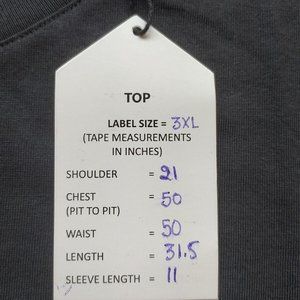 TOP
LABEL SIZE = 3XL
(TAPE MEASUREMENTS
IN INCHES)
SHOULDER = 21
CHEST = 50
(PIT TO PIT)
WAIST = 50
LENGTH = 31.5
SLEEVE LENGTH = 11